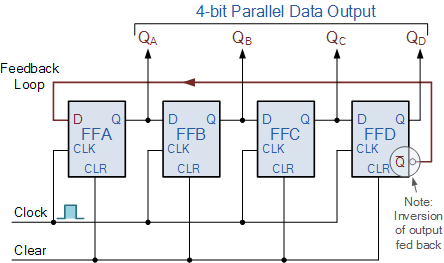 4-bit Parallel Data Output
QA QB QC QD
Feedback
Loop
D Q D Q D Q D Q
FFA FFB FFC FFD
CLK CLK CLK CLK
CLR CLR CLR CLR Q̅
Clock
Note:
Inversion
of output
fed back
Clear